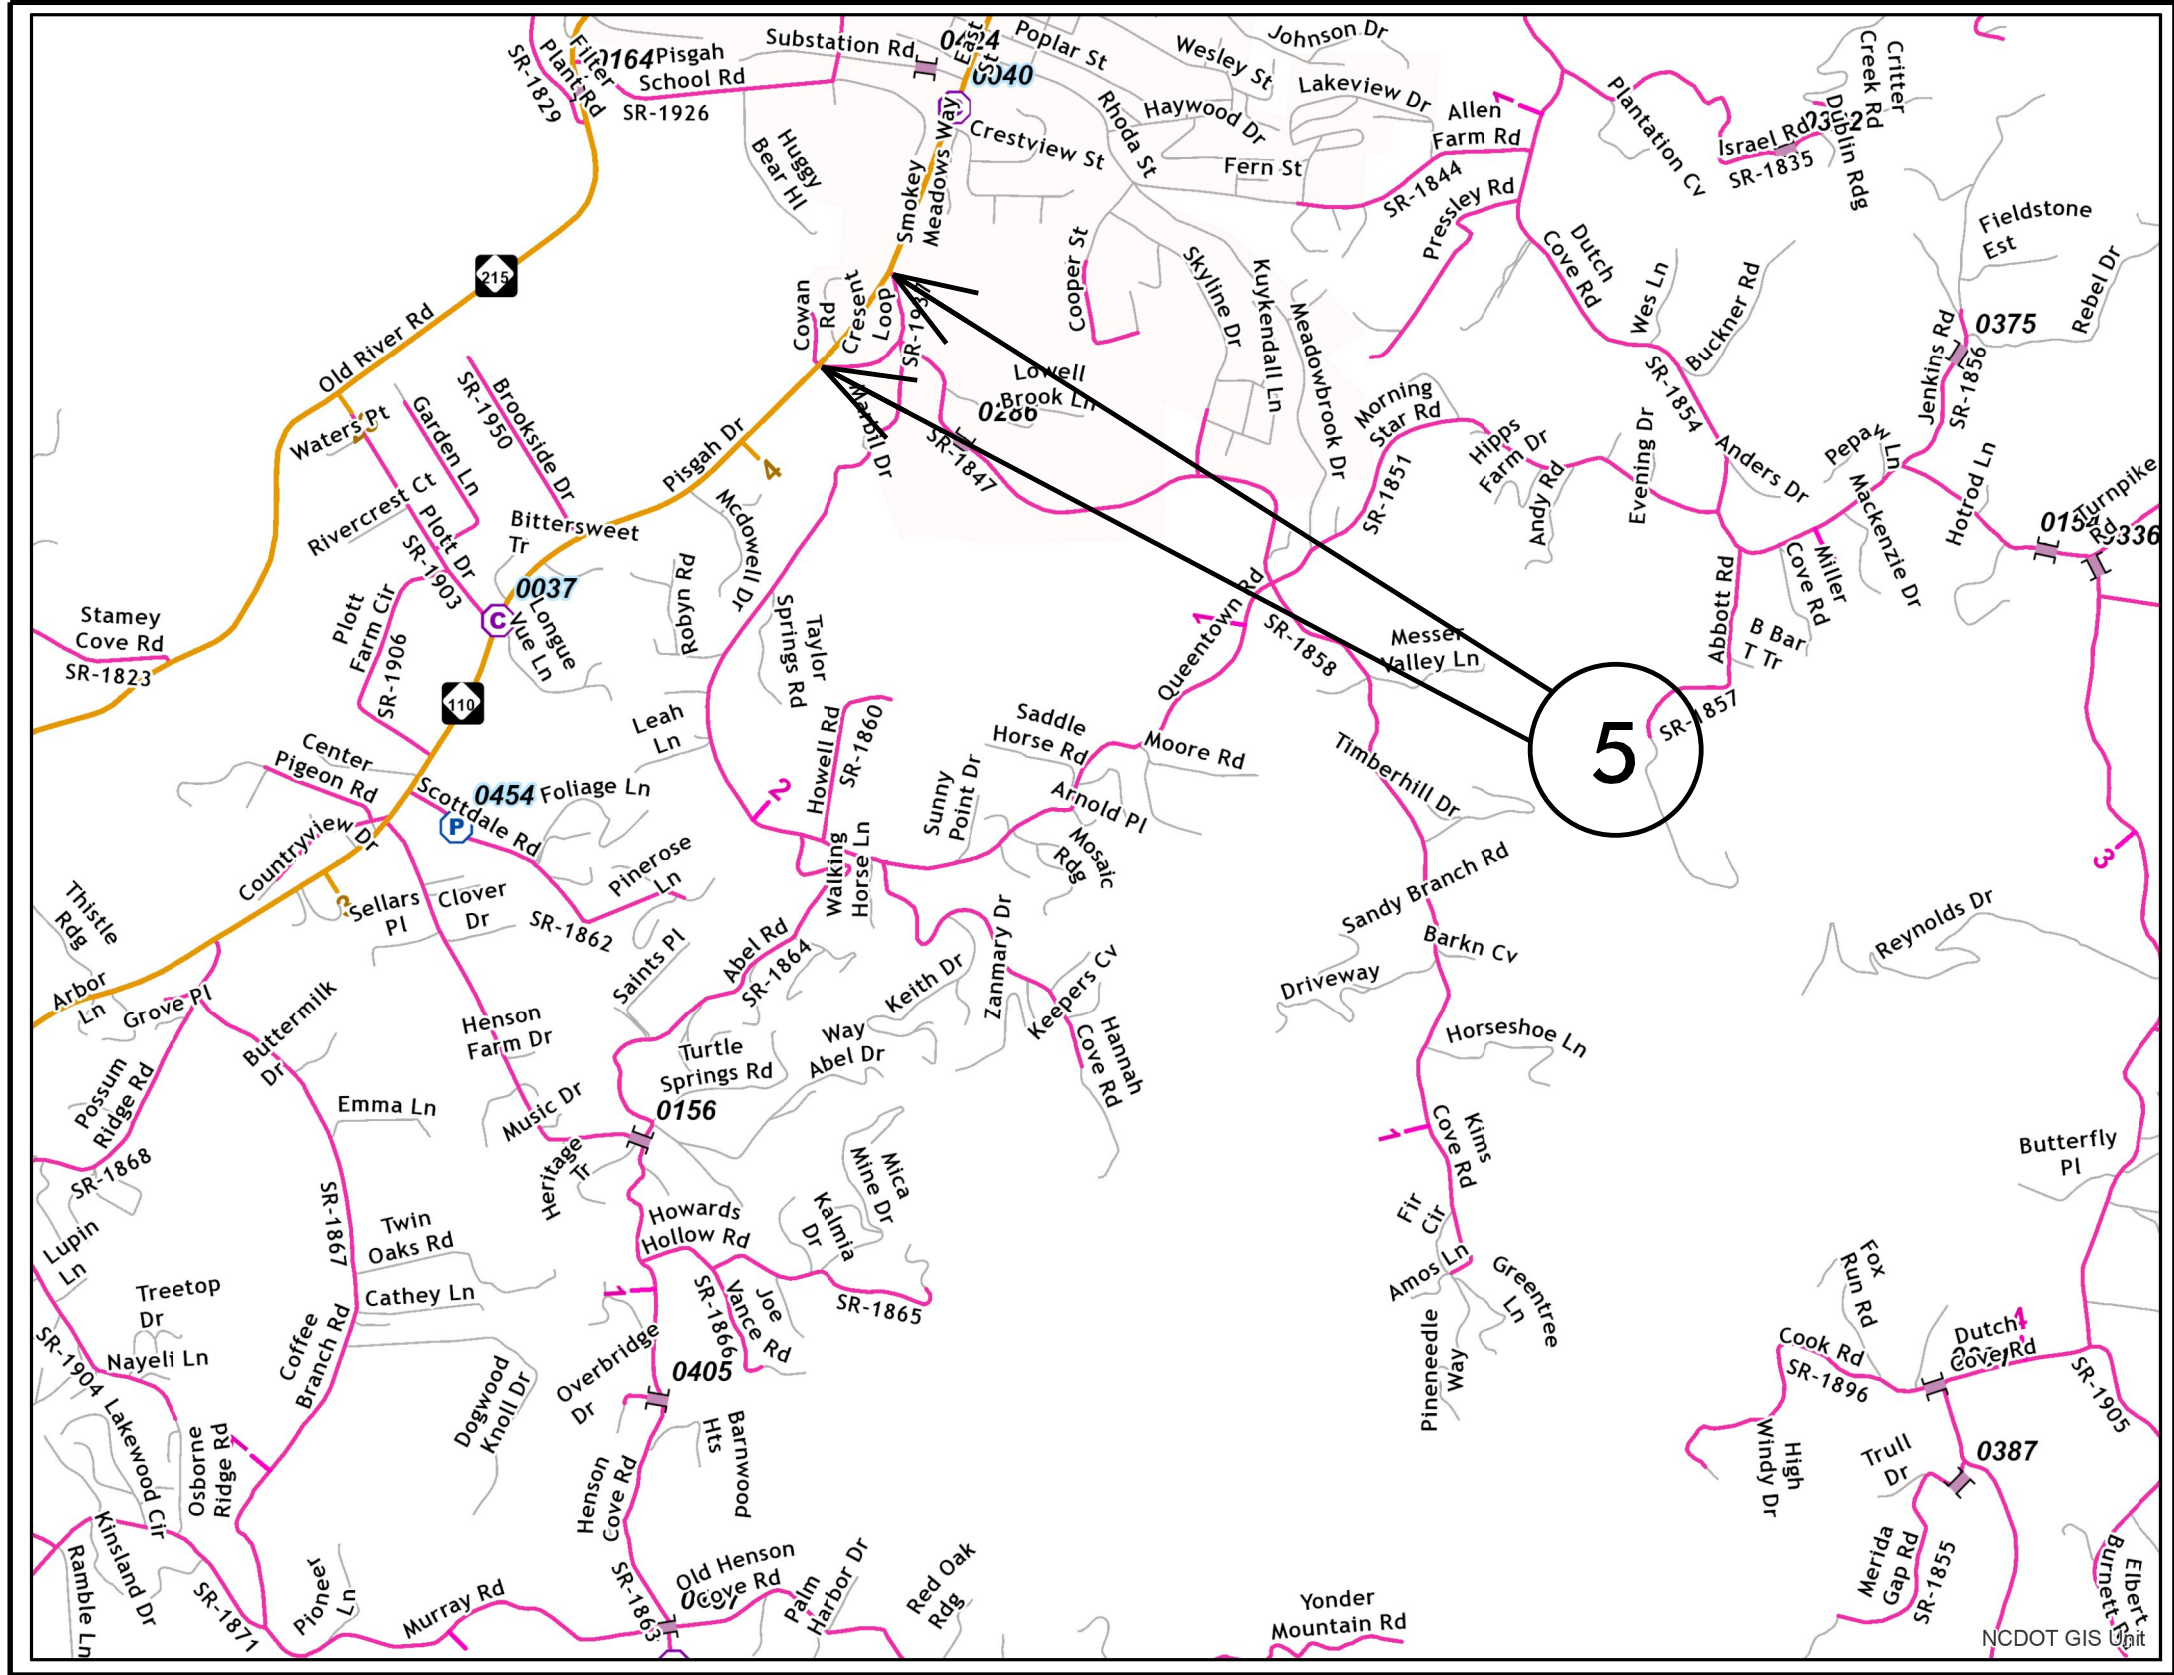 Substation Rd
East
St
Poplar St
Johnson Dr
Wesley St
Filter
Plant Rd
SR-1829
0164
Pisgah
School Rd
SR-1926
0040
Lakeview Dr
Haywood Dr
Rhoda St
Crestview St
Fern St
Allen
Farm Rd
1
SR-1844
Pressley Rd
Plantation Cv
Israel Rd
SR-1835
Dublin Rdg
Critter
Creek Rd
Huggy
Bear Hl
Smokey
Meadows Way
Cooper St
Skyline Dr
Kuykendall Ln
Meadowbrook Dr
Dutch
Cove Rd
Wes Ln
Buckner Rd
Fieldstone
Est
Rebel Dr
215
Old River Rd
Cowan
Rd
Cresent
Loop
Jenkins Rd
SR-1856
0375
Waters Pt
Garden Ln
SR-1950
Brookside Dr
Pisgah Dr
4
Marbil Dr
Lowell
Brook Ln
0286
SR-1847
Morning
Star Rd
SR-1851
Hipps
Farm Dr
Andy Rd
Evening Dr
SR-1854
Anders Dr
Pepaw
Ln
Mackenzie Dr
Hotrod Ln
Turnpike
Rd
0336
Rivercrest Ct
Plott Dr
SR-1903
Bittersweet
Tr
0037
C
Longue
Vue Ln
Mcdowell Dr
Robyn Rd
Taylor
Springs Rd
Plott
Farm Cir
SR-1906
Stamey
Cove Rd
SR-1823
110
Queentown Rd
1
SR-1858
Messer
Valley Ln
Abbott Rd
B Bar
T Tr
Miller
Cove Rd
SR-1857
5
Leah
Ln
Howell Rd
SR-1860
2
Saddle
Horse Rd
Moore Rd
Timberhill Dr
Center
Pigeon Rd
Scottdale Rd
0454
Foliage Ln
P
Countryview Dr
Sunny
Point Dr
Arnold Pl
Mosaic
Rdg
3
Walking
Horse Ln
Pinerose
Ln
Sellars
Pl
Clover
Dr
SR-1862
Thistle
Rdg
Sandy Branch Rd
Barkn Cv
Driveway
Reynolds Dr
Abel Rd
SR-1864
Saints Pl
Keith Dr
Zanmary Dr
Keepers Cv
Hannah
Cove Rd
Arbor
Ln
Grove Pl
Buttermilk
Dr
Henson
Farm Dr
Turtle
Springs Rd
Way
Abel Dr
Horseshoe Ln
Possum
Ridge Rd
SR-1868
Emma Ln
Music Dr
0156
Heritage
Tr
1
Kims
Cove Rd
Butterfly
Pl
Mica
Mine Dr
Kalmia
Dr
Howards
Hollow Rd
SR-1867
Twin
Oaks Rd
Lupin
Ln
Cathey Ln
Treetop
Dr
Nayeli Ln
SR-1904
1
SR-1866
Joe
Vance Rd
SR-1865
Fir
Cir
Amos Ln
Greentree
Ln
Pineneedle
Way
Fox
Run Rd
Dutch
Cove Rd
Cook Rd
SR-1896
SR-1905
Coffee
Branch Rd
Overbridge
Dr
0405
Dogwood
Knoll Dr
Barnwood
Hts
Henson
Cove Rd
Lakewood Cir
Osborne
Ridge Rd
1
High
Windy Dr
Trull
Dr
0387
Kinsland Dr
Ramble Ln
SR-1871
Pioneer
Ln
Murray Rd
SR-1863
Old Henson
Cove Rd
Palm
Harbor Dr
Red Oak
Rdg
Yonder
Mountain Rd
Merida
Gap Rd
SR-1855
Elbert
Burnett
NCDOT GIS Unit